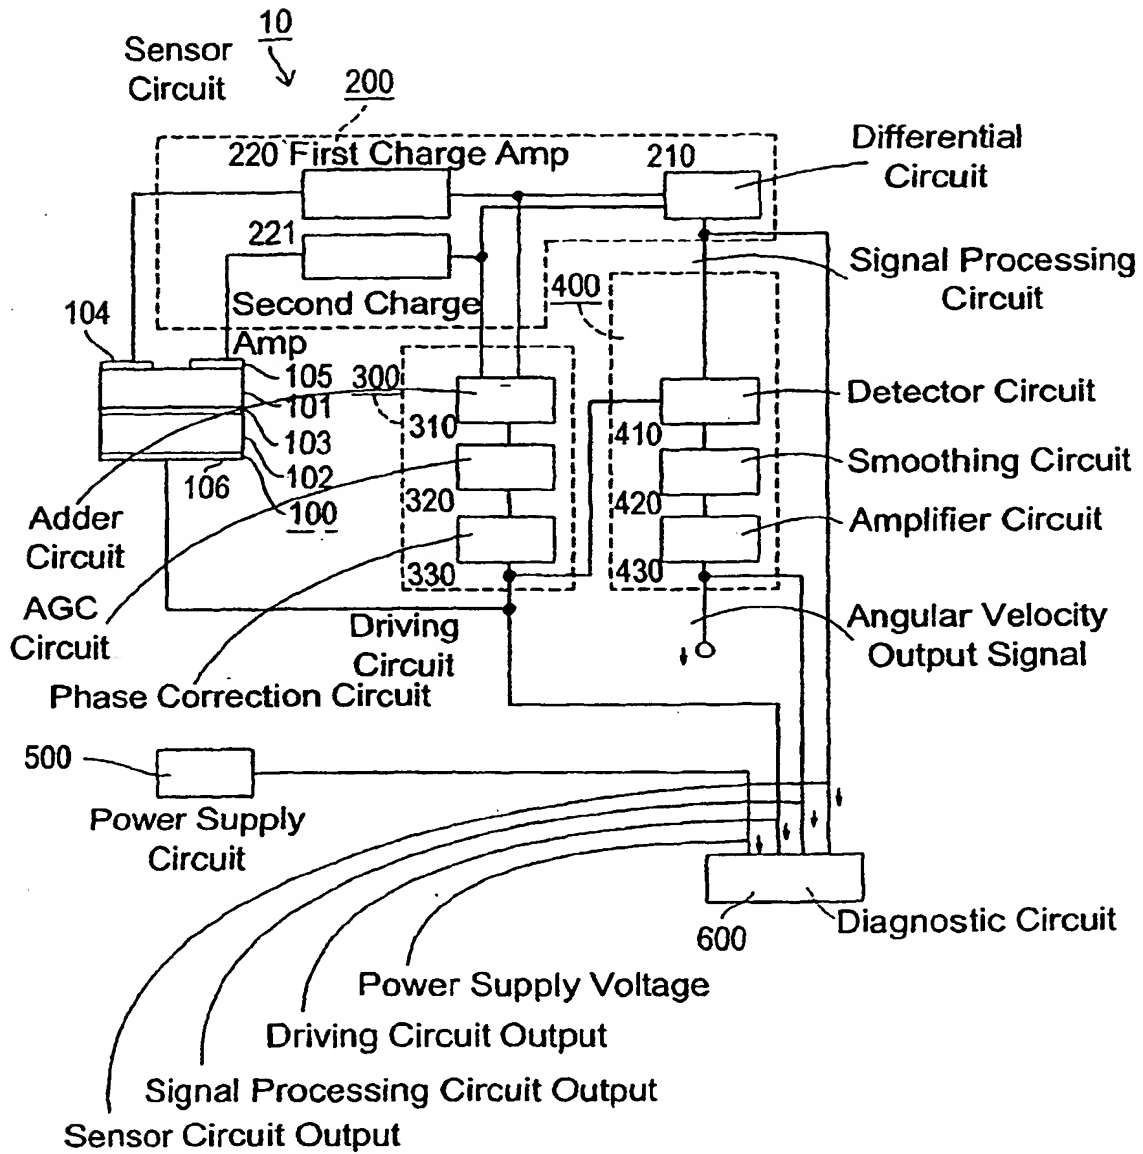 10
Sensor
Circuit
200
220 First Charge Amp
210
Differential
Circuit
221
Second Charge
Amp
400
Signal Processing
Circuit
104
105
101
103
102
106
100
300
310
320
330
410
420
430
Detector Circuit
Smoothing Circuit
Amplifier Circuit
Adder
Circuit
AGC
Circuit
Driving
Circuit
Phase Correction Circuit
Angular Velocity
Output Signal
500
Power Supply
Circuit
600
Diagnostic Circuit
Power Supply Voltage
Driving Circuit Output
Signal Processing Circuit Output
Sensor Circuit Output